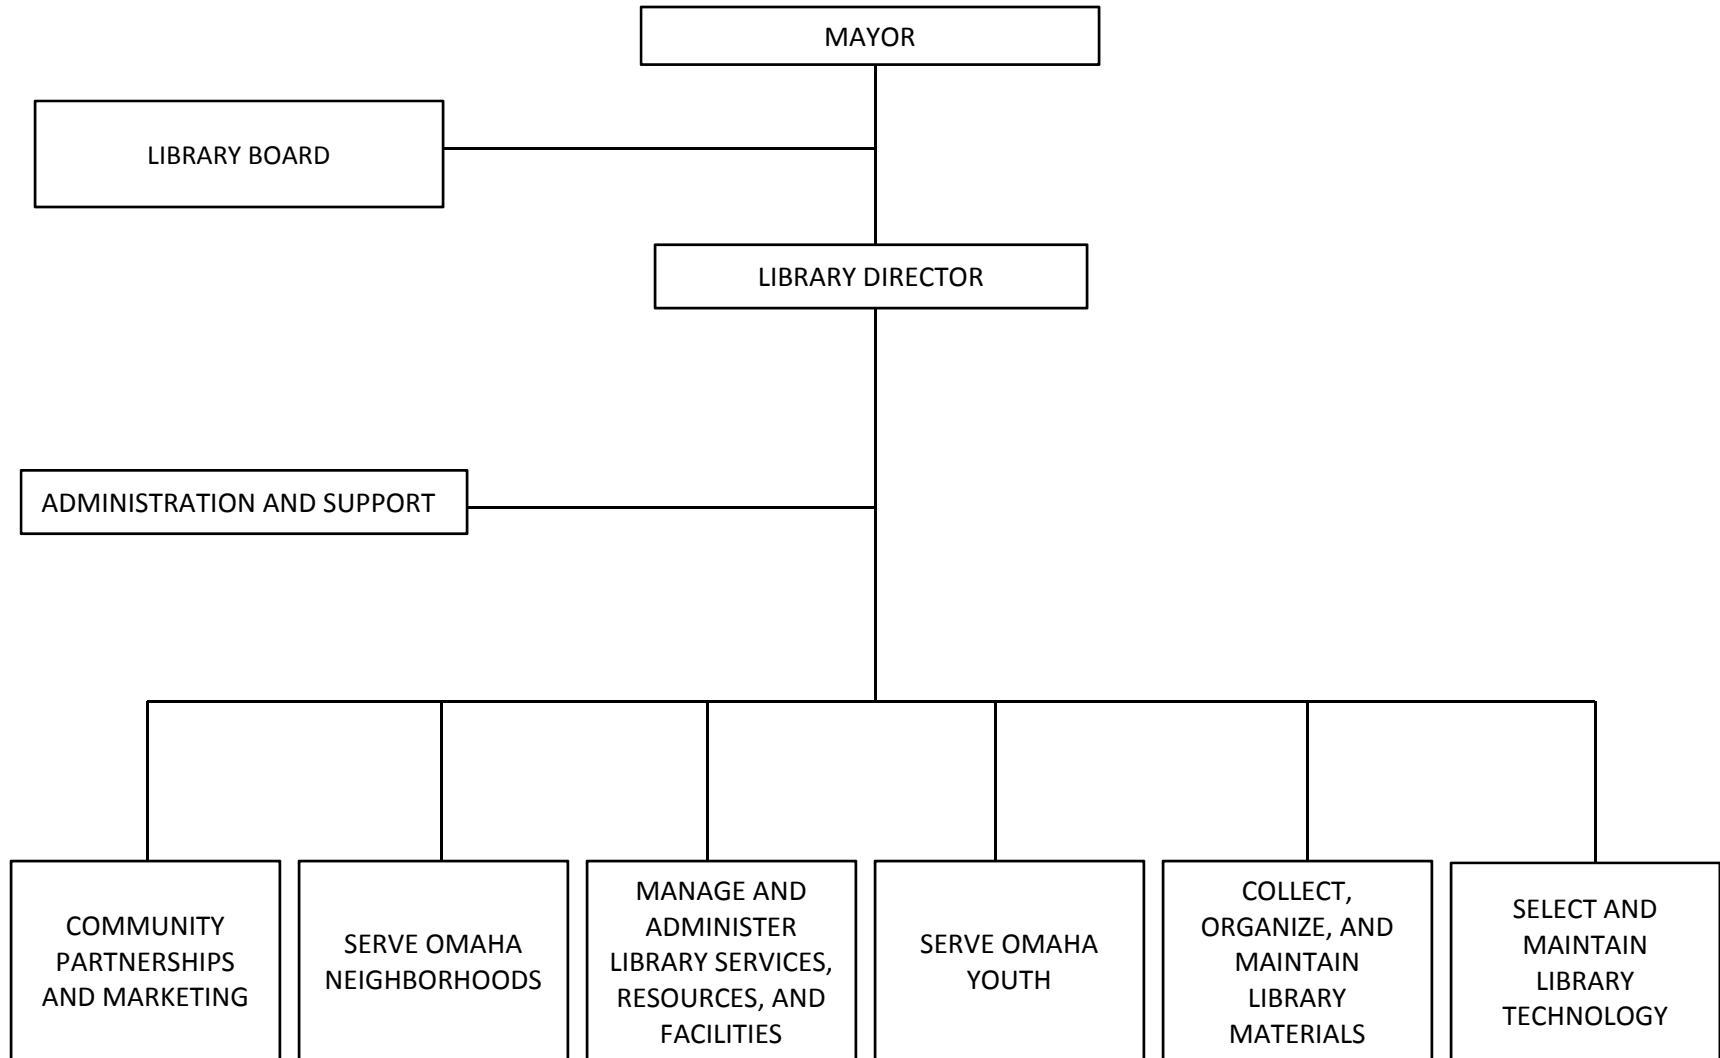 MAYOR
LIBRARY BOARD
LIBRARY DIRECTOR
ADMINISTRATION AND SUPPORT
COMMUNITY
PARTNERSHIPS
AND MARKETING
SERVE OMAHA
NEIGHBORHOODS
MANAGE AND
ADMINISTER
LIBRARY SERVICES,
RESOURCES, AND
FACILITIES
SERVE OMAHA
YOUTH
COLLECT,
ORGANIZE, AND
MAINTAIN
LIBRARY
MATERIALS
SELECT AND
MAINTAIN
LIBRARY
TECHNOLOGY